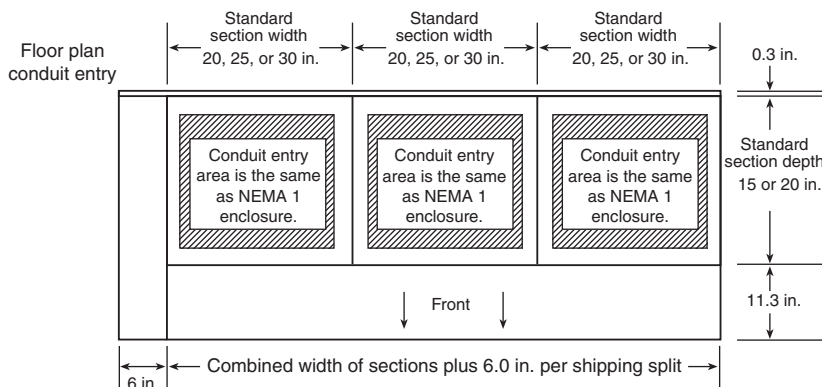 Floor plan
conduit entry
Standard
section width
20, 25, or 30 in.
Standard
section width
20, 25, or 30 in.
Standard
section width
20, 25, or 30 in.
0.3 in.
Conduit entry
area is the same
as NEMA 1
enclosure.
Conduit entry
area is the same
as NEMA 1
enclosure.
Conduit entry
area is the same
as NEMA 1
enclosure.
Standard
section depth
15 or 20 in.
Front
11.3 in.
Combined width of sections plus 6.0 in. per shipping split
6 in.